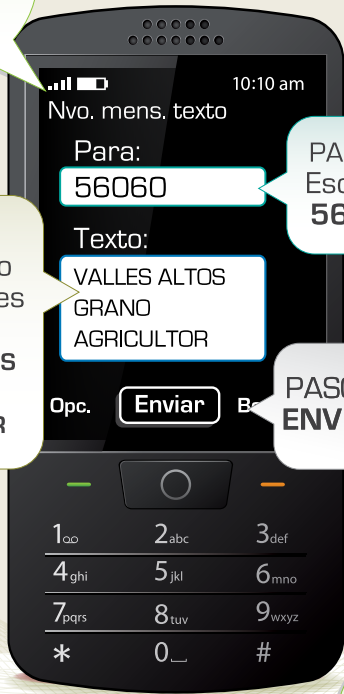 10:10 am
Nvo. mens. texto
Para:
56060
Texto:
VALLES ALTOS
GRANO
AGRICULTOR
Opc.
Enviar
1
2abc
3def
4ghi
5jkl
6mno
7pqrs
8tuv
9wxyz
*
0
#